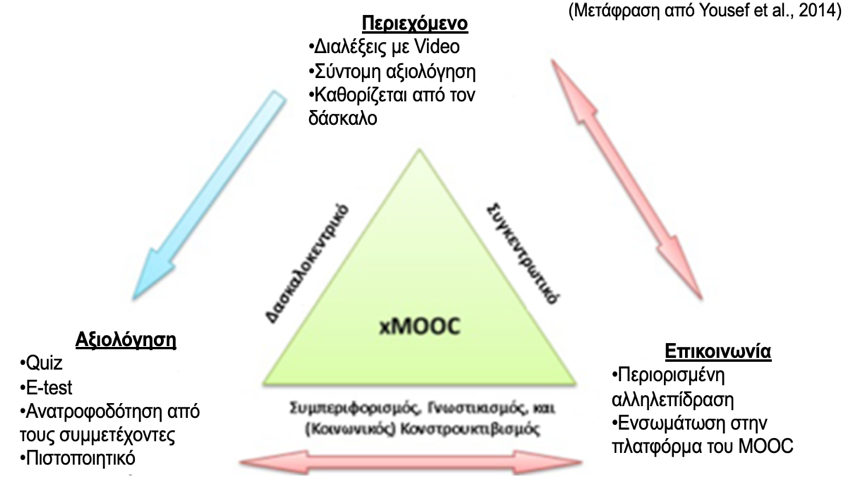 (Μετάφραση από Yousef et al., 2014)
Περιεχόμενο
•Διαλέξεις με Video
•Σύντομη αξιολόγηση
•Καθορίζεται από τον
δάσκαλο
Δασκαλοκεντρικό
Συγκεντρωτικό
xMOOC
Συμπεριφορισμός, Γνωστικισμός, και
(Κοινωνικός) Κονστρουκτιβισμός
Αξιολόγηση
•Quiz
•E-test
•Ανατροφοδότηση από
τους συμμετέχοντες
•Πιστοποιητικό
Επικοινωνία
•Περιορισμένη
αλληλεπίδραση
•Ενσωμάτωση στην
πλατφόρμα του MOOC